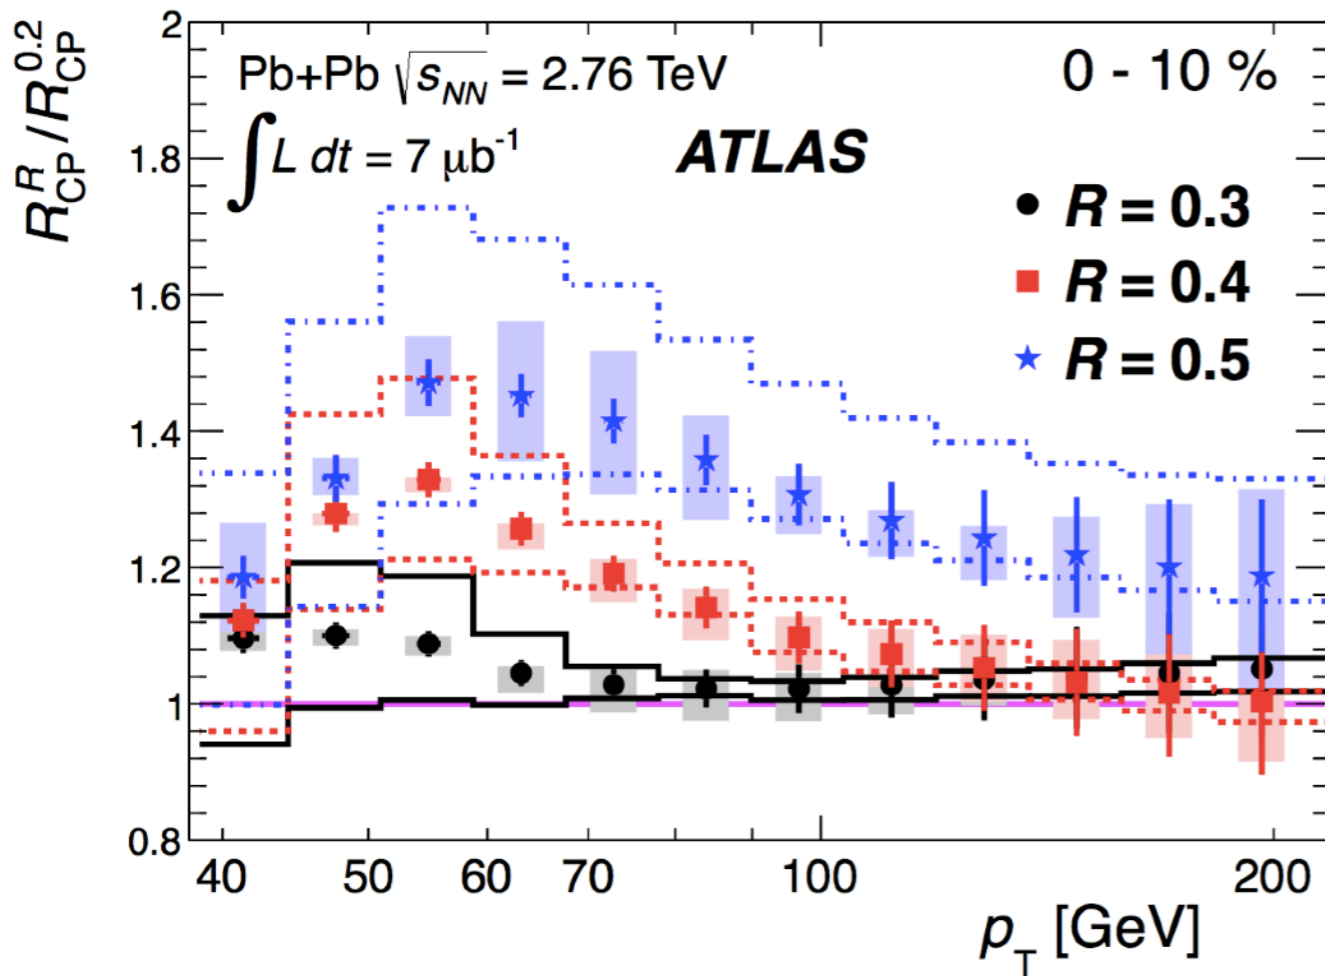 R^R_CP / R^0.2_CP
2
1.8
1.6
1.4
1.2
1
0.8
Pb+Pb √s_NN = 2.76 TeV
0 - 10 %
∫ L dt = 7 μb⁻¹
ATLAS
R = 0.3
R = 0.4
R = 0.5
40 50 60 70 100 200
p_T [GeV]